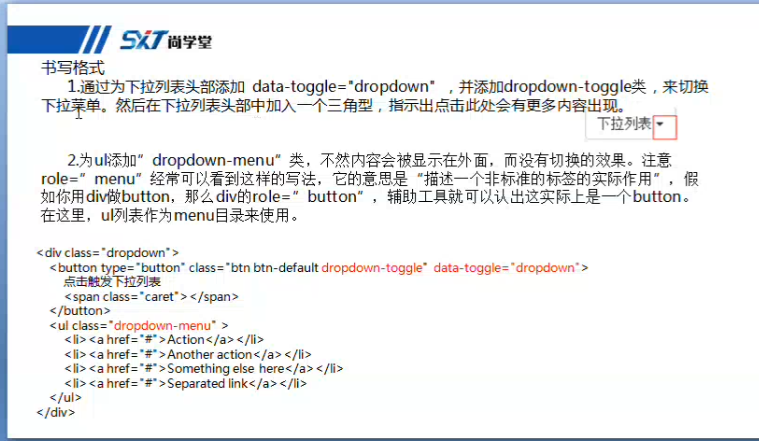 SXT 尚学堂
书写格式
1.通过为下拉列表头部添加 data-toggle="dropdown" ，并添加dropdown-toggle类，来切换
下拉菜单。然后在下拉列表头部中加入一个三角型，指示出点击此处会有更多内容出现。
下拉列表
2.为ul添加”dropdown-menu”类，不然内容会被显示在外面，而没有切换的效果。注意
role=”menu”经常可以看到这样的写法，它的意思是“描述一个非标准的标签的实际作用”，假
如你用div做button，那么div的role=”button”，辅助工具就可以认出这实际上是一个button。
在这里，ul列表作为menu目录来使用。
<div class="dropdown">
<button type="button" class="btn btn-default dropdown-toggle" data-toggle="dropdown">
点击触发下拉列表
<span class="caret"></span>
</button>
<ul class="dropdown-menu" >
<li><a href="#">Action</a></li>
<li><a href="#">Another action</a></li>
<li><a href="#">Something else here</a></li>
<li><a href="#">Separated link</a></li>
</ul>
</div>